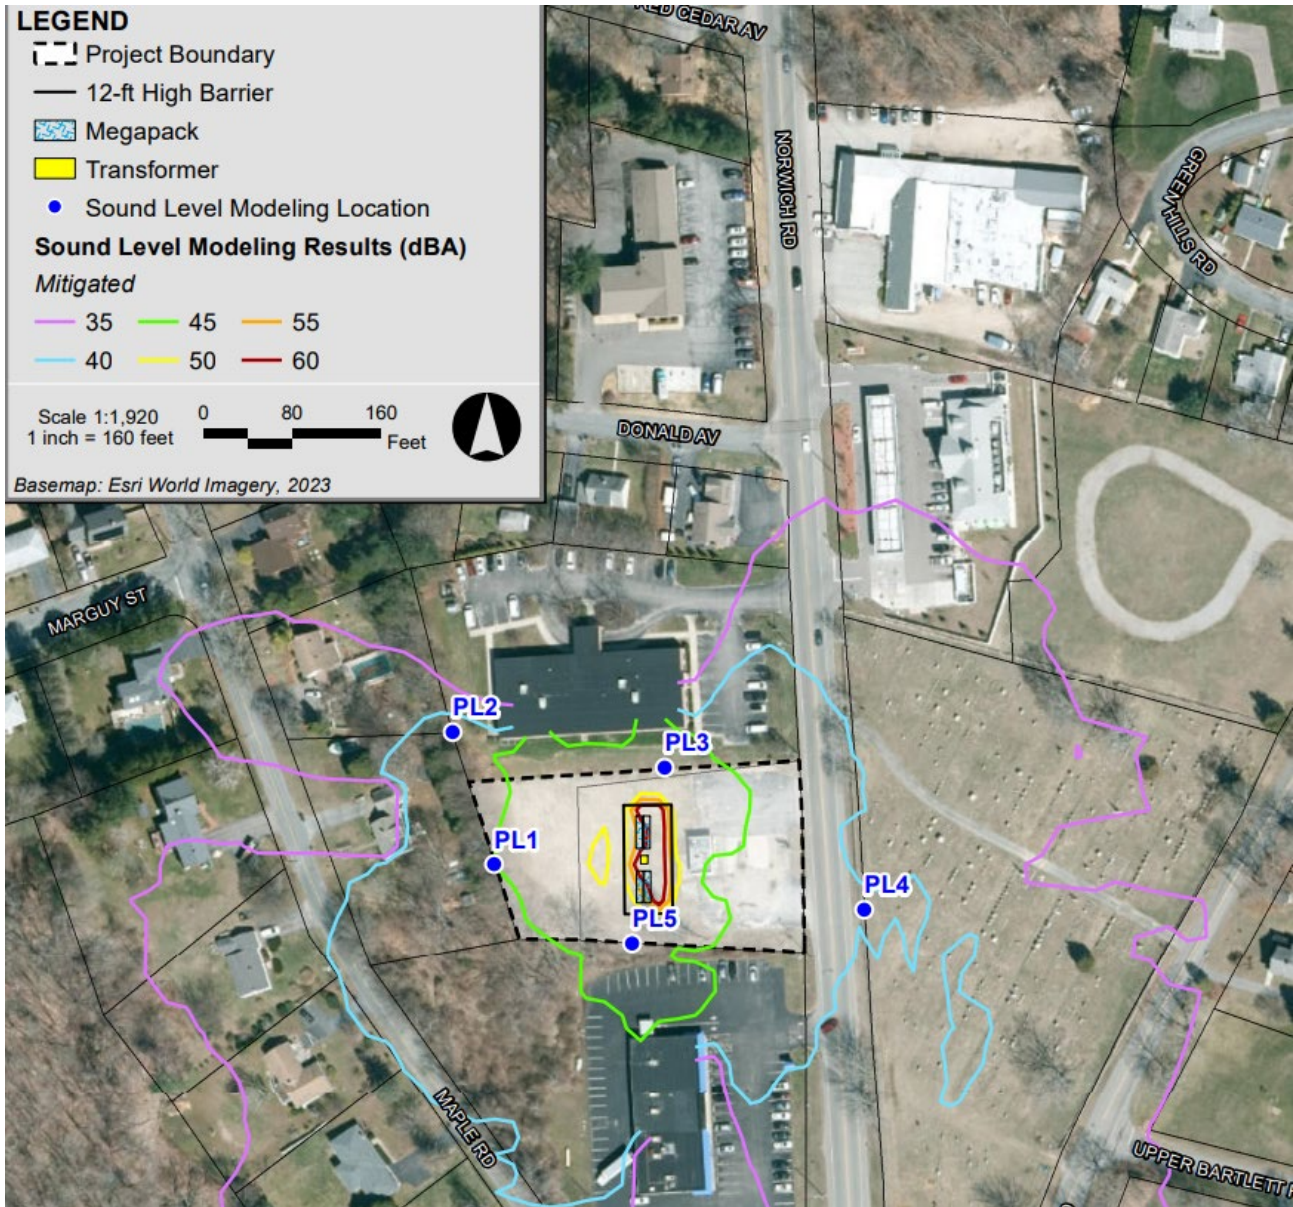 LEGEND
Project Boundary
12-ft High Barrier
Megapack
Transformer
Sound Level Modeling Location
Sound Level Modeling Results (dBA)
Mitigated
35 45 55
40 50 60
Scale 1:1,920
1 inch = 160 feet
0 80 160
Feet
Basemap: Esri World Imagery, 2023
CEDAR AV
NORWICH RD
GREEN HILLS RD
DONALD AV
MARGUY ST
PL2
PL3
PL1
PL4
PL5
MAPLE RD
UPPER BARTLETT